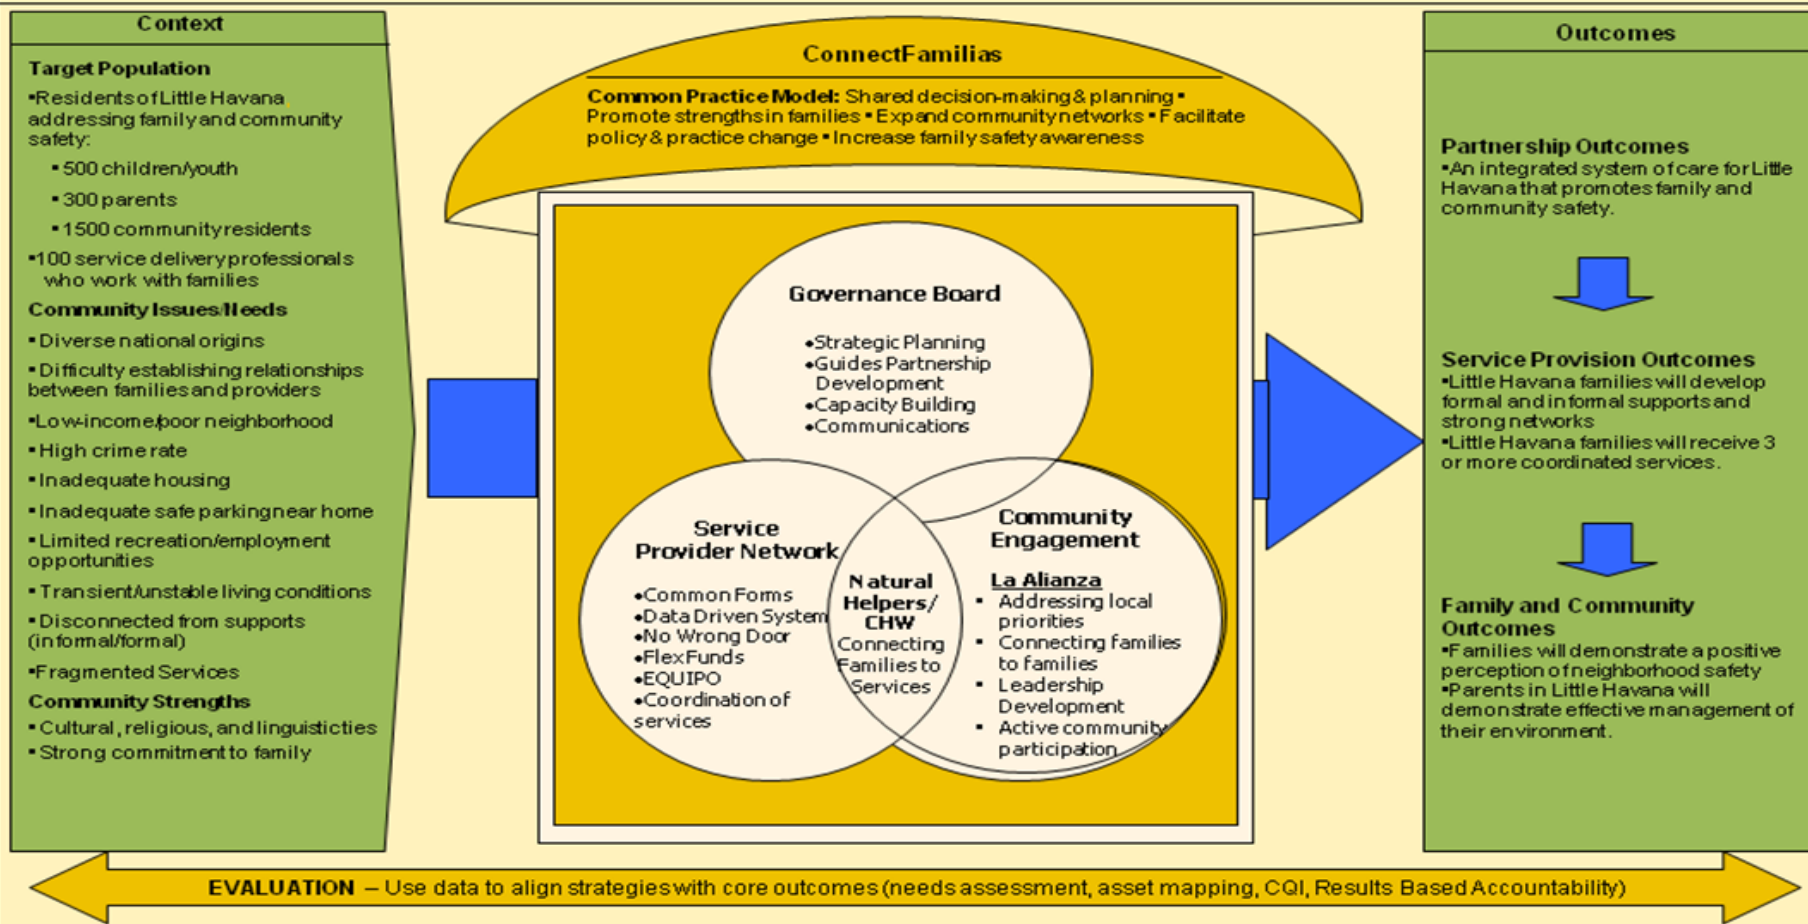 Context
Target Population
▪Residents of Little Havana,
addressing family and community
safety:
▪ 500 children/youth
▪ 300 parents
▪ 1500 community residents
▪100 service delivery professionals
who work with families
Community Issues/Needs
▪ Diverse national origins
▪ Difficulty establishing relationships
between families and providers
▪Low-income/poor neighborhood
▪ High crime rate
▪ Inadequate housing
▪ Inadequate safe parking near home
▪ Limited recreation/employment
opportunities
▪ Transient/unstable living conditions
▪ Disconnected from supports
(informal/formal)
▪Fragmented Services
Community Strengths
▪ Cultural, religious, and linguistic ties
▪ Strong commitment to family
ConnectFamilias
Common Practice Model: Shared decision-making & planning ▪
Promote strengths in families ▪ Expand community networks ▪ Facilitate
policy & practice change ▪ Increase family safety awareness
Governance Board
•Strategic Planning
•Guides Partnership
Development
•Capacity Building
•Communications
Service
Provider Network
•Common Forms
•Data Driven System
•No Wrong Door
•Flex Funds
•EQUIPO
•Coordination of
services
Natural
Helpers/
CHW
Connecting
Families to
Services
Community
Engagement
La Alianza
▪ Addressing local
priorities
▪ Connecting families
to families
▪ Leadership
Development
▪ Active community
participation
Outcomes
Partnership Outcomes
▪An integrated system of care for Little
Havana that promotes family and
community safety.
Service Provision Outcomes
▪Little Havana families will develop
formal and informal supports and
strong networks
▪Little Havana families will receive 3
or more coordinated services.
Family and Community
Outcomes
▪Families will demonstrate a positive
perception of neighborhood safety
▪Parents in Little Havana will
demonstrate effective management of
their environment.
EVALUATION – Use data to align strategies with core outcomes (needs assessment, asset mapping, CQI, Results Based Accountability)